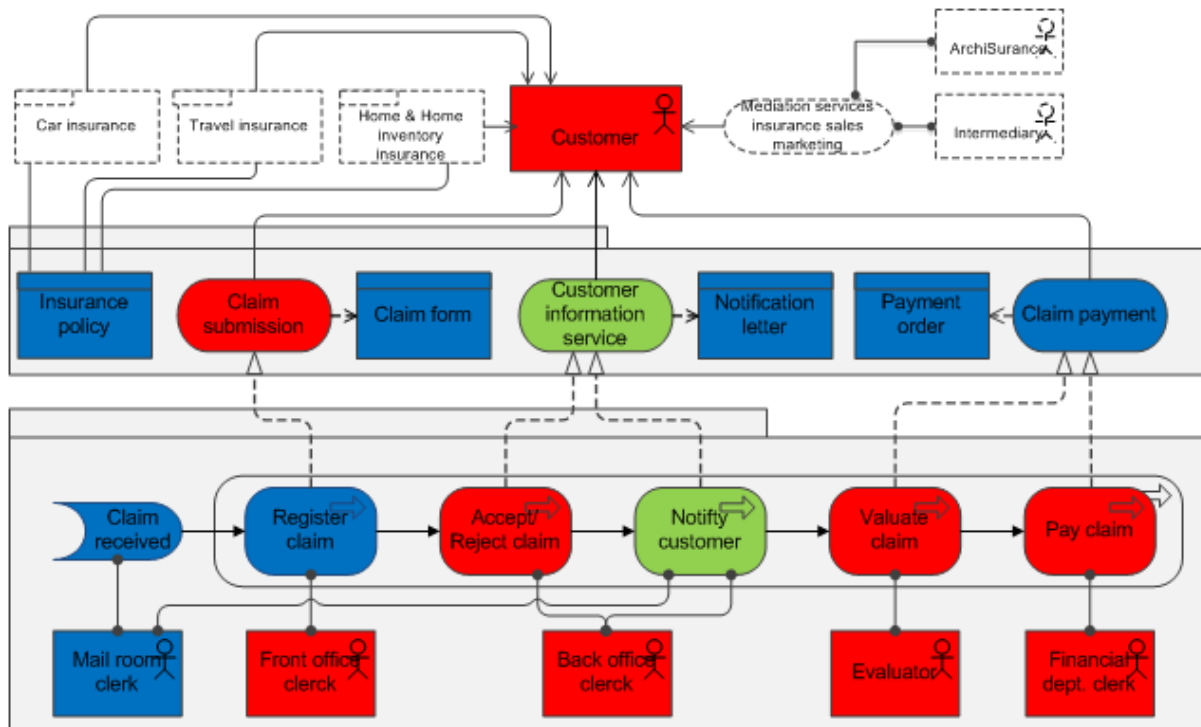 ArchiSurance
Car insurance
Travel insurance
Home & Home
inventory
insurance
Customer
Mediation services
insurance sales
marketing
Intermediary
Insurance
policy
Claim
submission
Claim form
Customer
information
service
Notification
letter
Payment
order
Claim payment
Claim
received
Register
claim
Accept/
Reject claim
Notifty
customer
Valuate
claim
Pay claim
Mail room
clerk
Front office
clerck
Back office
clerck
Evaluator
Financial
dept. clerk